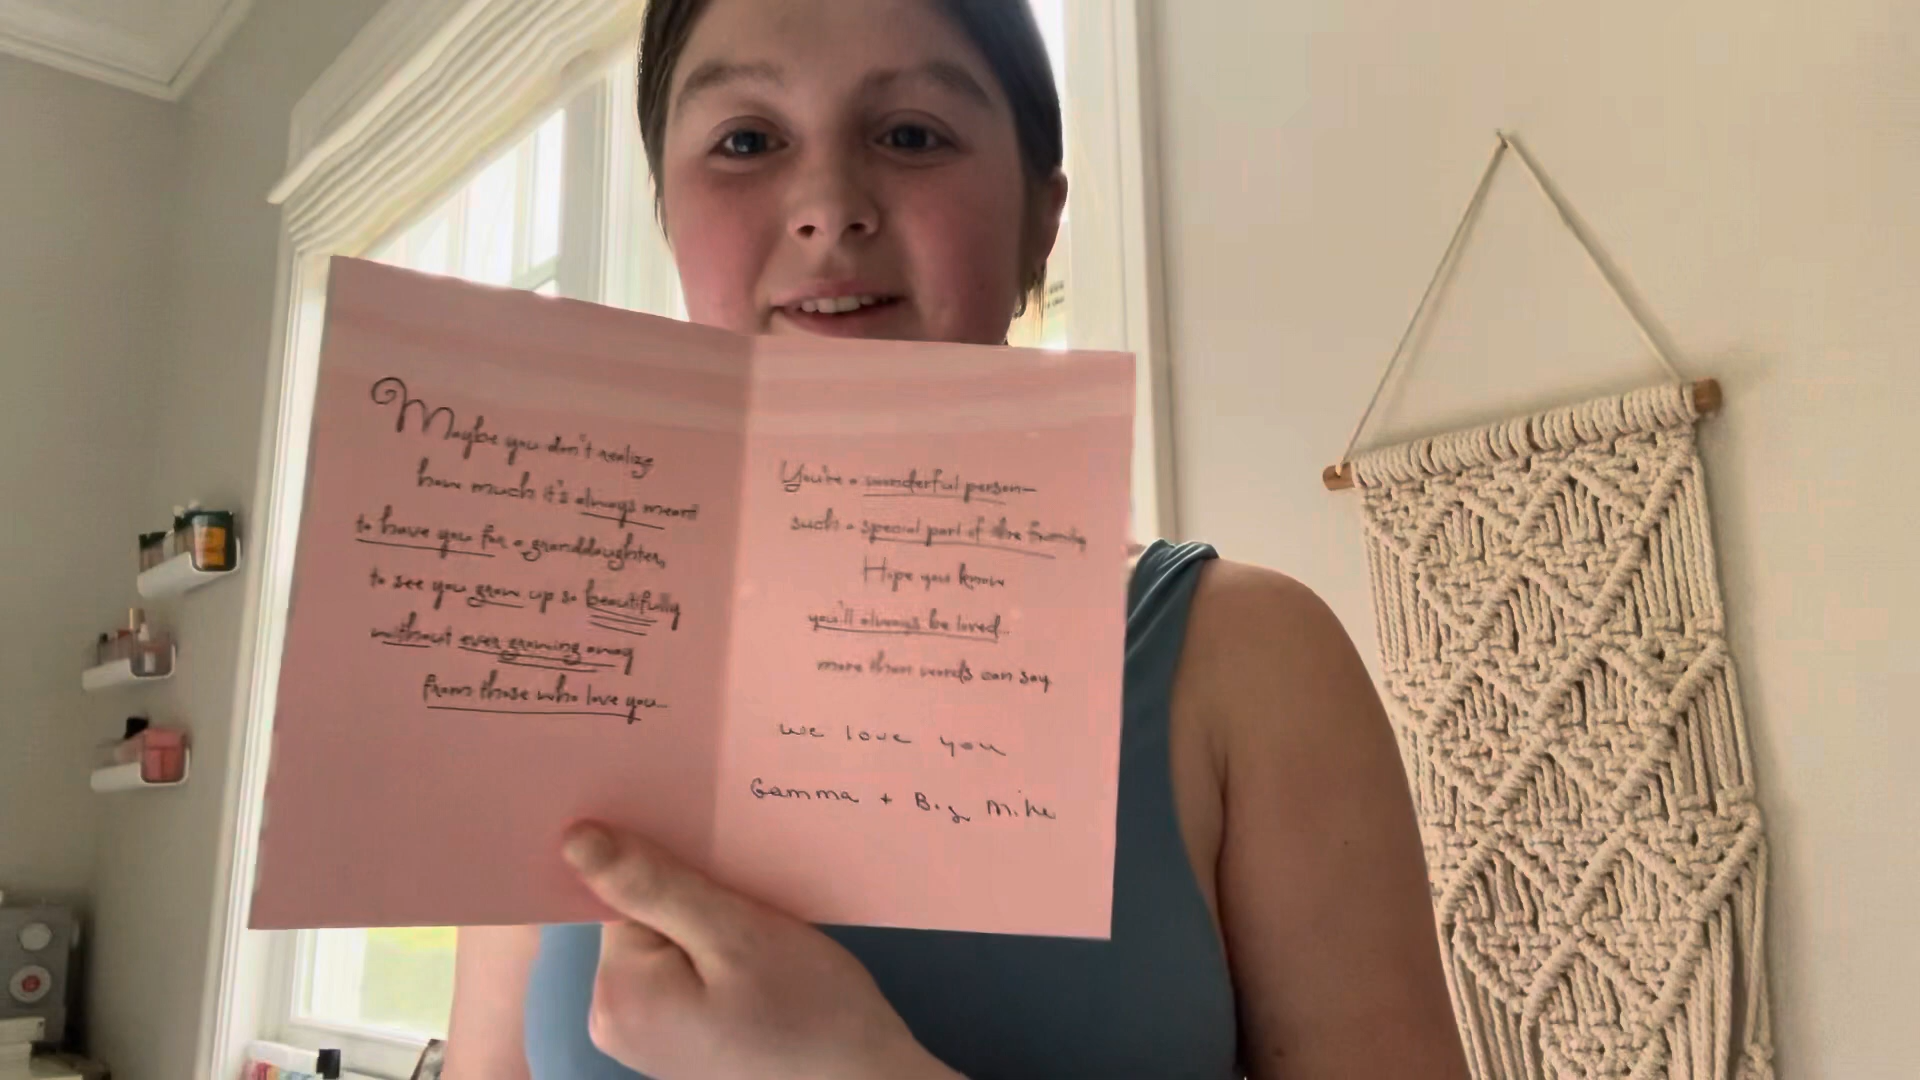 Maybe you don't realize
how much it's always meant
to have you for a granddaughter,
to see you grow up so beautifully
without ever growing away
from those who love you...
You're a wonderful person—
such a special part of the family
Hope you know
you'll always be loved...
more than words can say
we love you
Gamma + Big Mike